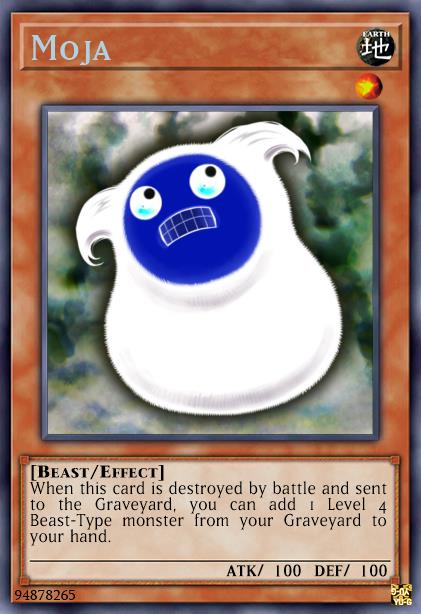 Moja
EARTH
地
[Beast/Effect]
When this card is destroyed by battle and sent
to the Graveyard, you can add 1 Level 4
Beast-Type monster from your Graveyard to
your hand.
ATK/ 100 DEF/ 100
94878265